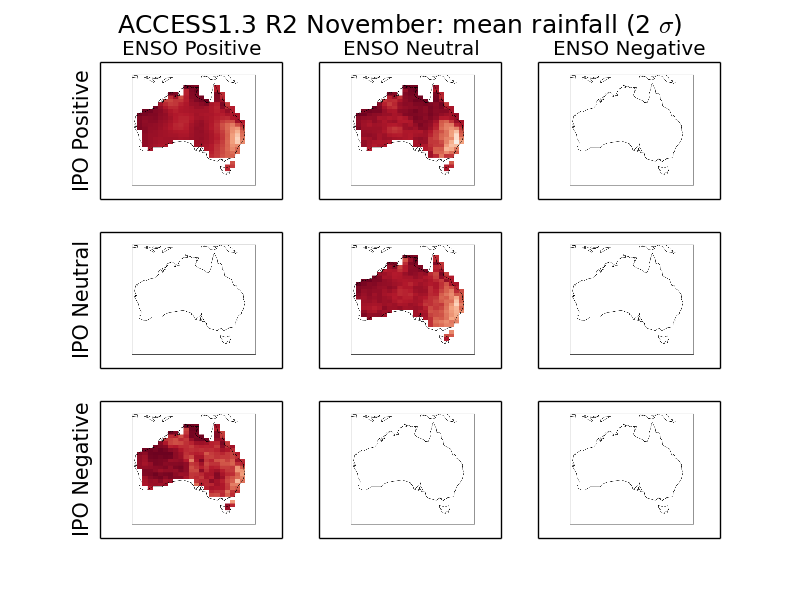 ACCESS1.3 R2 November: mean rainfall (2 σ)
ENSO Positive ENSO Neutral ENSO Negative
IPO Positive
IPO Neutral
IPO Negative